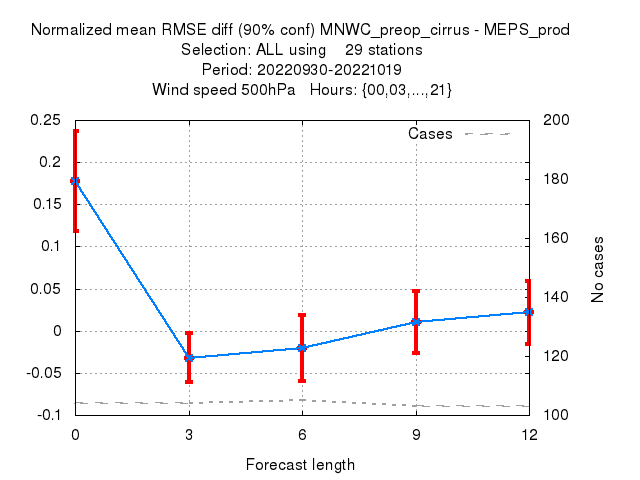 Normalized mean RMSE diff (90% conf) MNWC_preop_cirrus - MEPS_prod
Selection: ALL using 29 stations
Period: 20220930-20221019
Wind speed 500hPa Hours: {00,03,...,21}
Cases
0.25
0.2
0.15
0.1
0.05
0
-0.05
-0.1
200
180
160
140
120
100
No cases
0 3 6 9 12
Forecast length